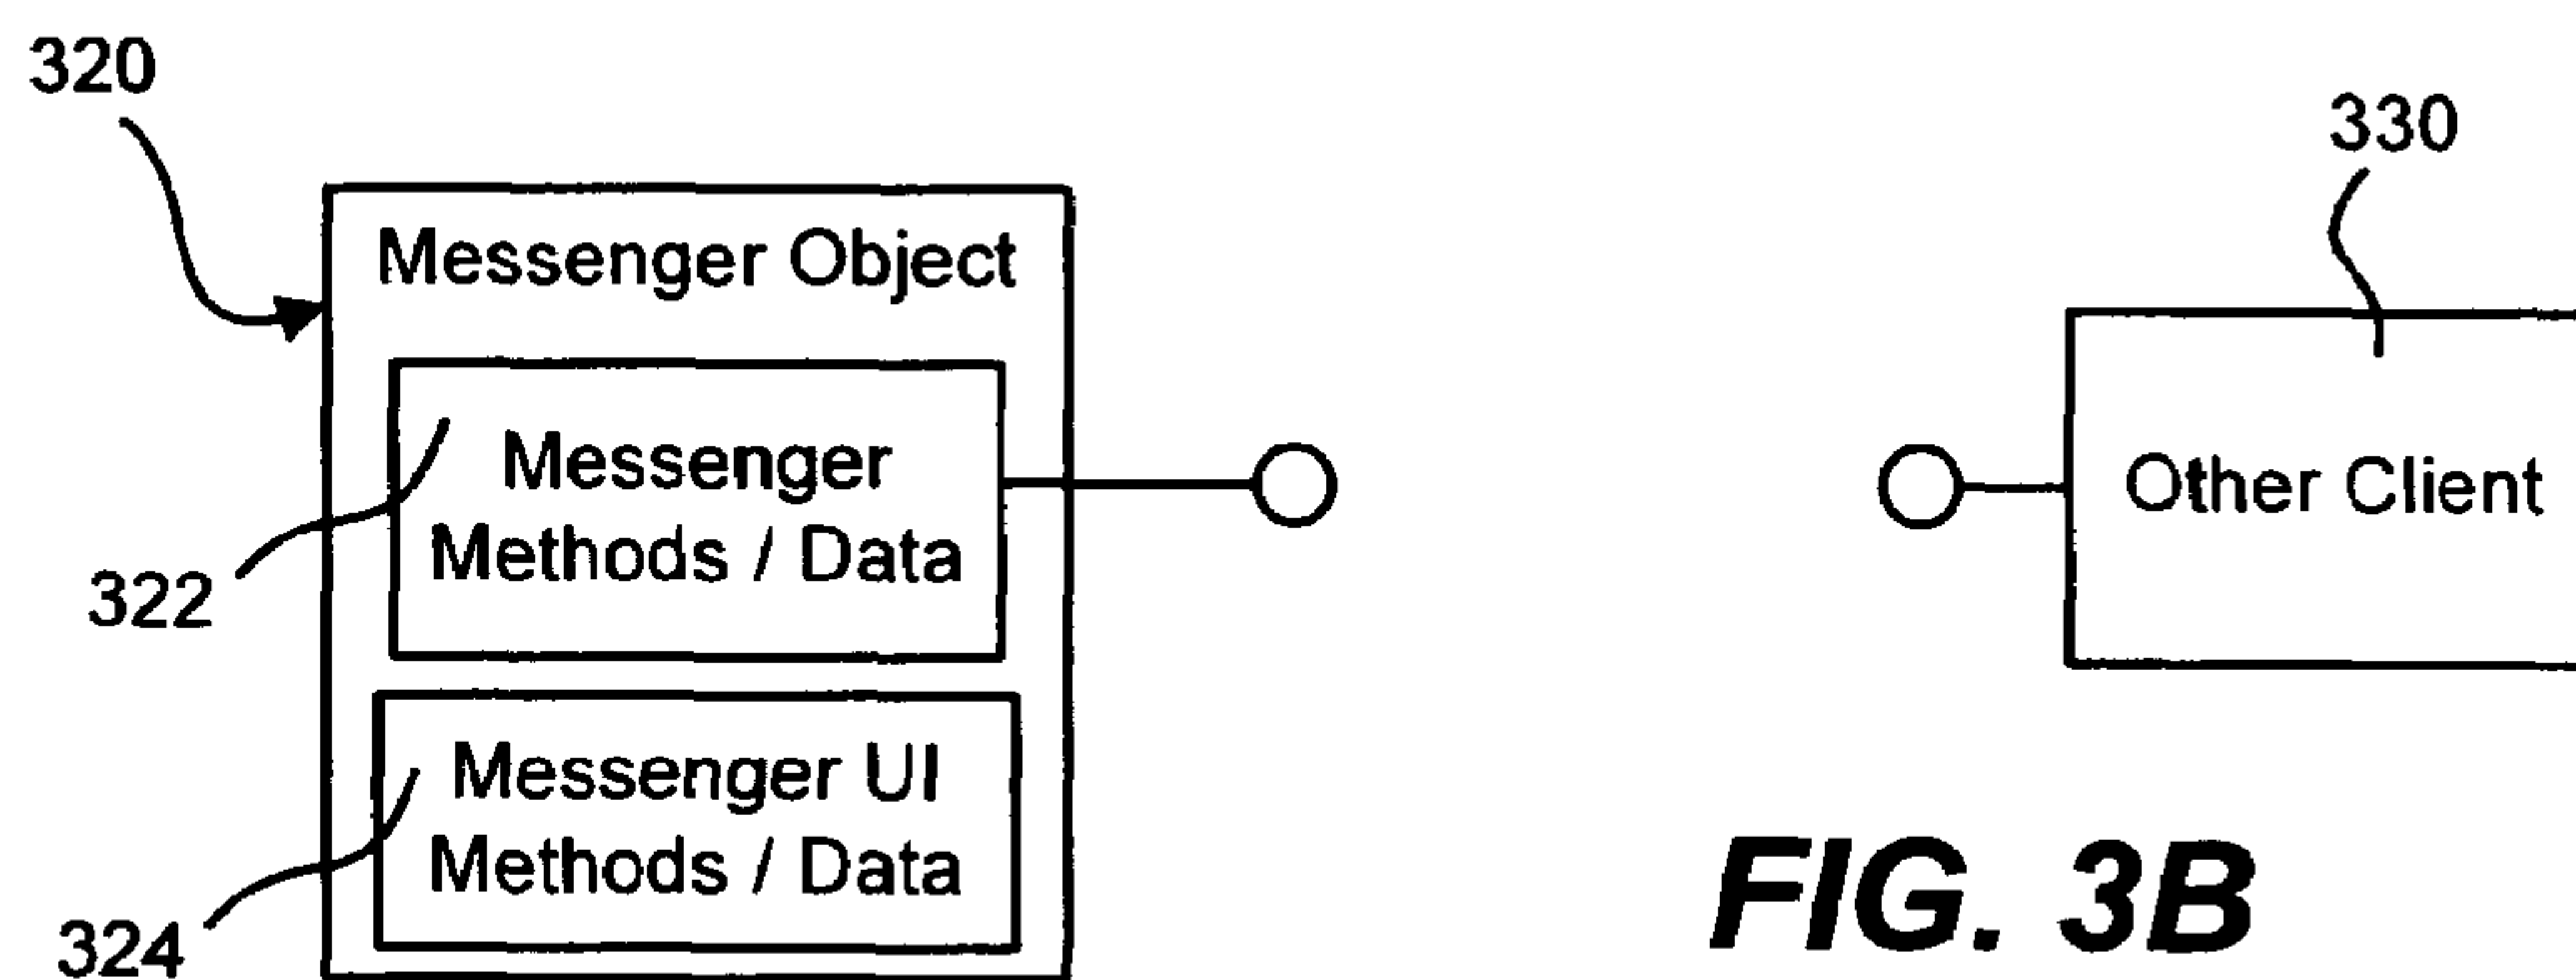 320
Messenger Object
Messenger
Methods / Data
322
Messenger UI
Methods / Data
324
330
Other Client
FIG. 3B